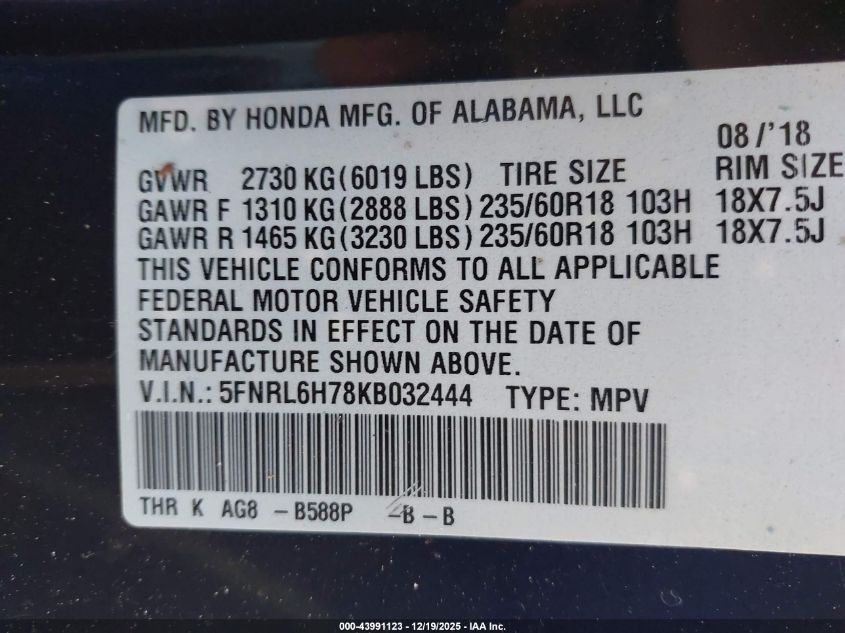 MFD. BY HONDA MFG. OF ALABAMA, LLC
08/'18
GVWR 2730 KG(6019 LBS) TIRE SIZE RIM SIZE
GAWR F 1310 KG(2888 LBS) 235/60R18 103H 18X7.5J
GAWR R 1465 KG(3230 LBS) 235/60R18 103H 18X7.5J
THIS VEHICLE CONFORMS TO ALL APPLICABLE
FEDERAL MOTOR VEHICLE SAFETY
STANDARDS IN EFFECT ON THE DATE OF
MANUFACTURE SHOWN ABOVE.
V.I.N.: 5FNRL6H78KB032444 TYPE: MPV
THR K AG8 -B588P -B-B
000-43991123 - 12/19/2025 - IAA Inc.